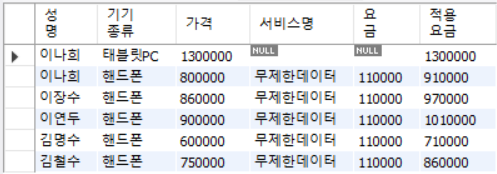 성명 기기종류 가격 서비스명 요금 적용요금
이나희 태블릿PC 1300000 NULL NULL 1300000
이나희 핸드폰 800000 무제한데이터 110000 910000
이장수 핸드폰 860000 무제한데이터 110000 970000
이연두 핸드폰 900000 무제한데이터 110000 1010000
김명수 핸드폰 600000 무제한데이터 110000 710000
김철수 핸드폰 750000 무제한데이터 110000 860000